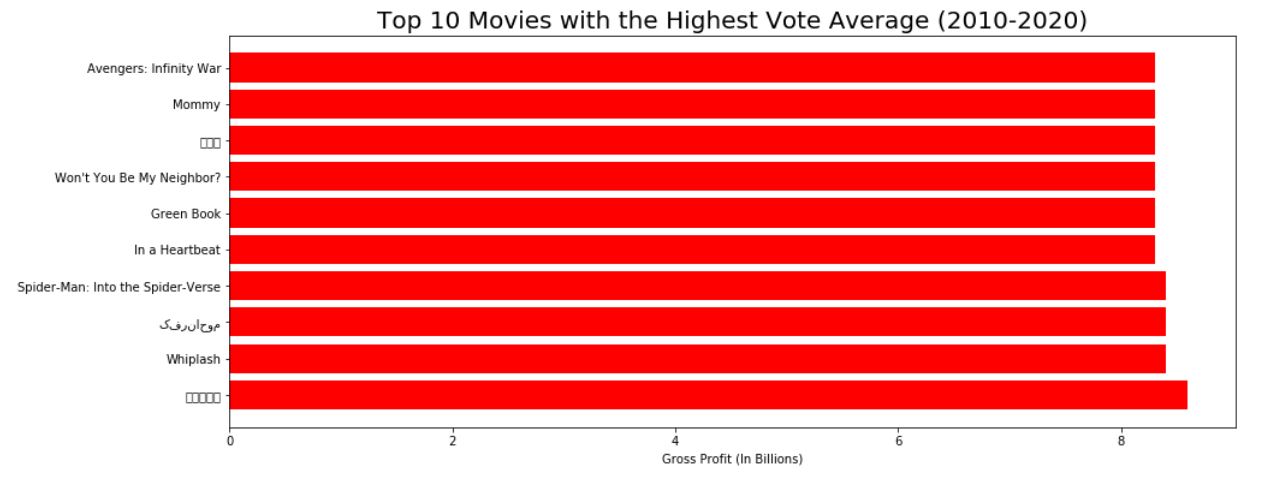 Top 10 Movies with the Highest Vote Average (2010-2020)
Avengers: Infinity War
Mommy
Won't You Be My Neighbor?
Green Book
In a Heartbeat
Spider-Man: Into the Spider-Verse
موحانرفک
Whiplash
0 2 4 6 8
Gross Profit (In Billions)